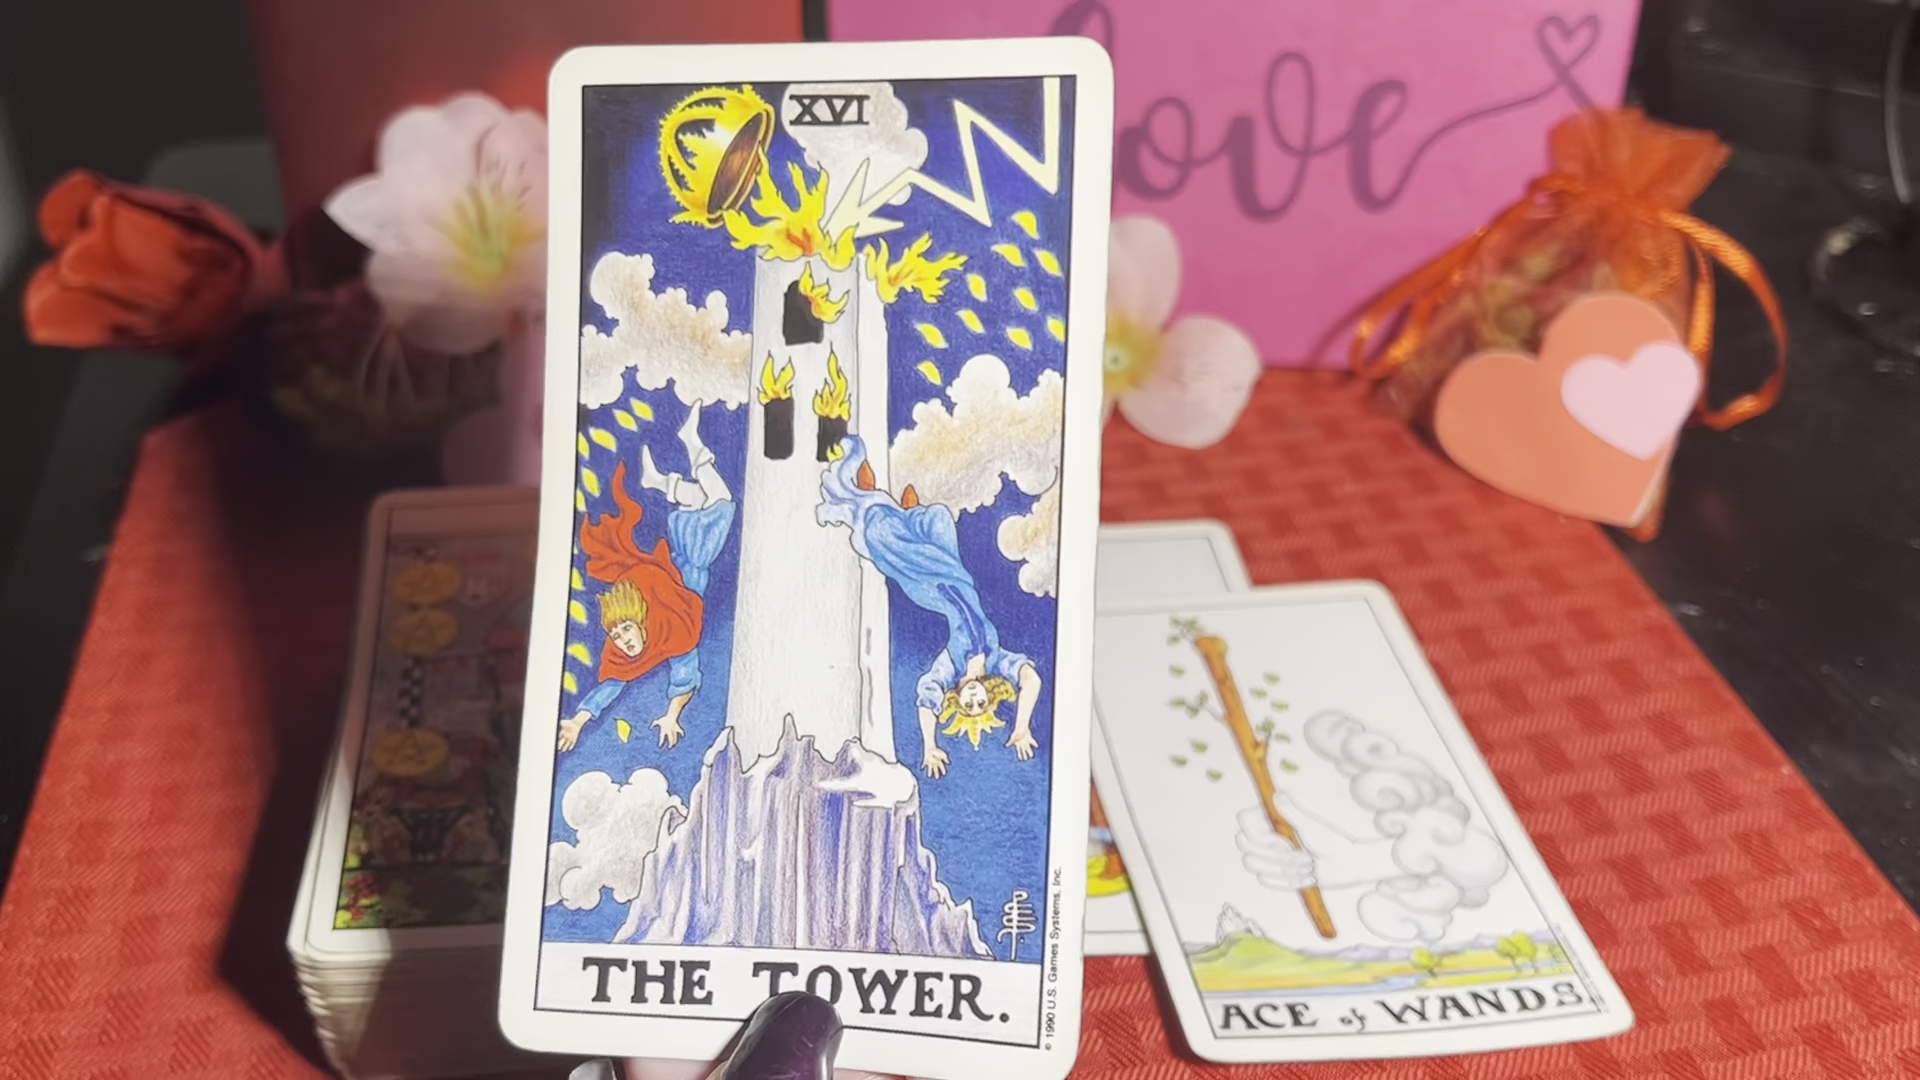 XVI
love
© 1990 U.S. Games Systems, Inc.
THE TOWER.
ACE of WANDS.